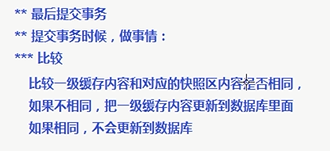 ** 最后提交事务
** 提交事务时候，做事情：
*** 比较
比较一级缓存内容和对应的快照区内容是否相同，
如果不相同，把一级缓存内容更新到数据库里面
如果相同，不会更新到数据库